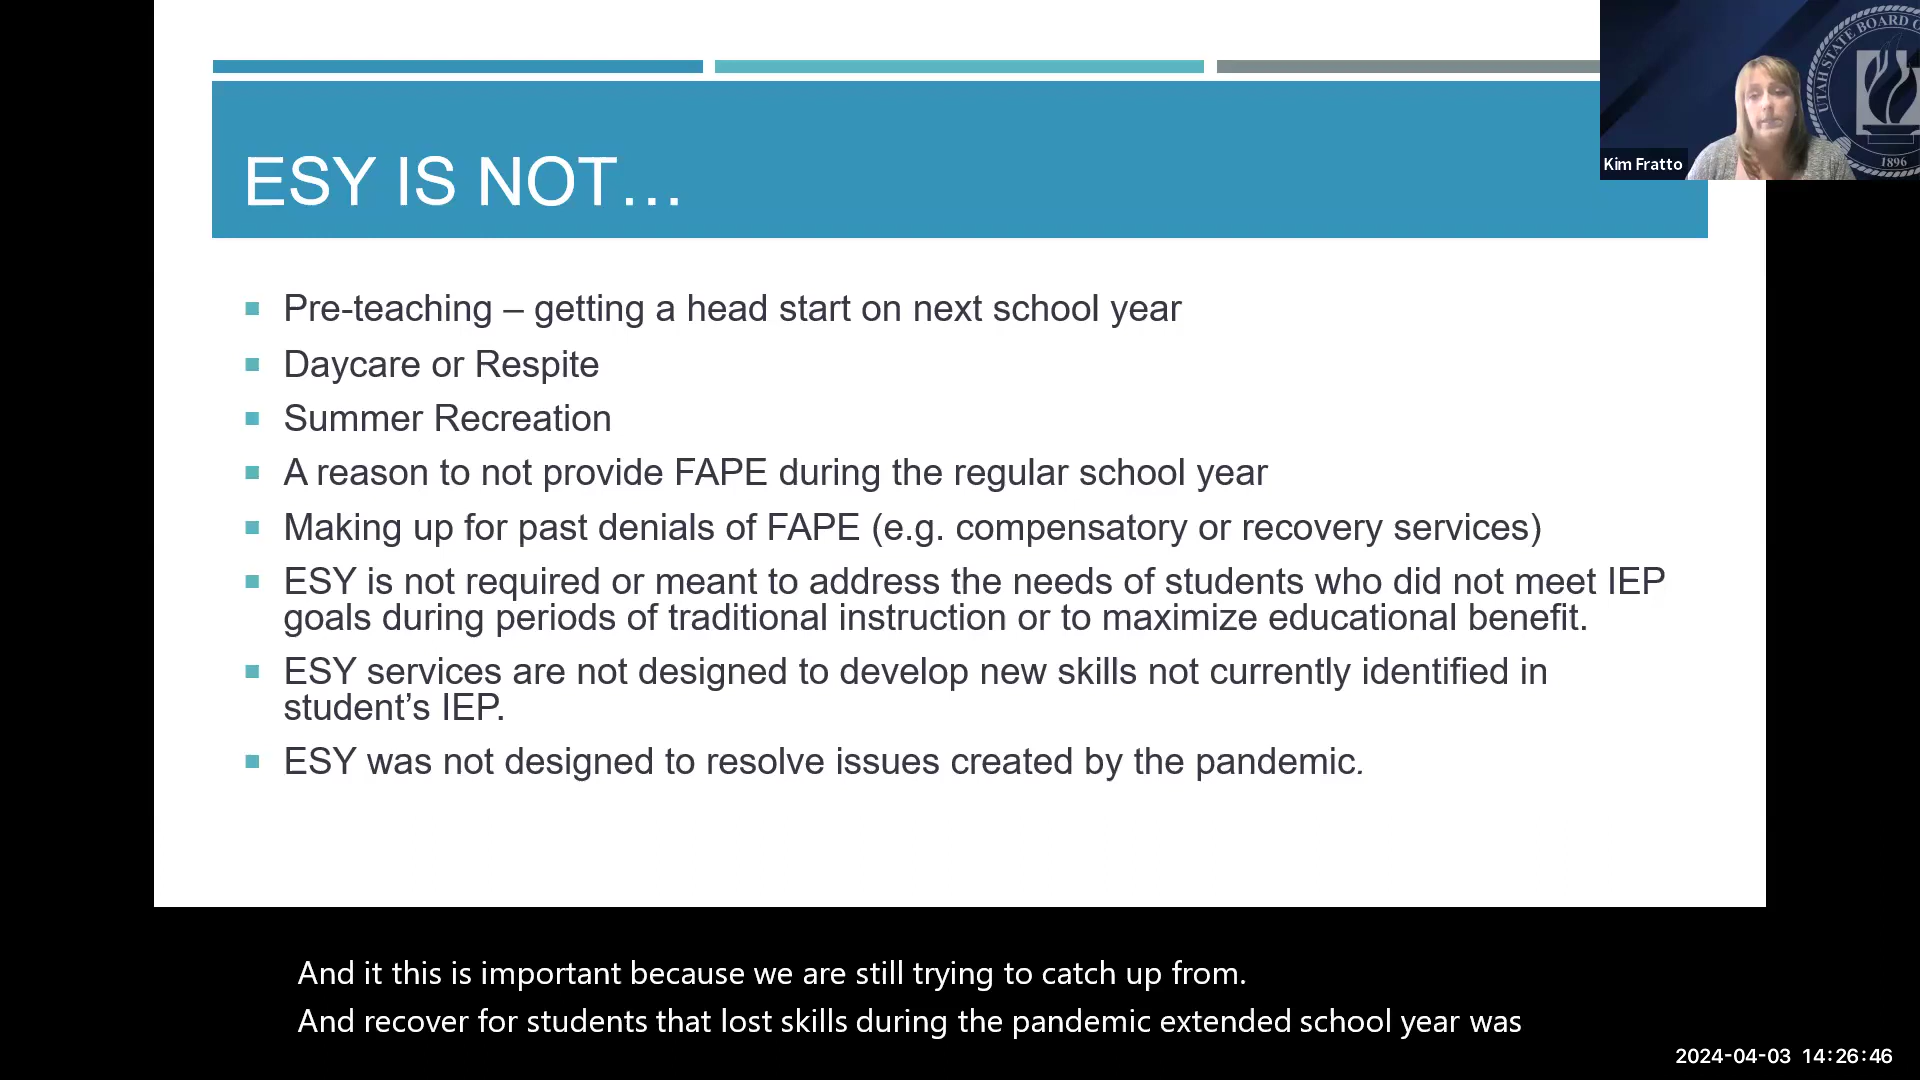 ESY IS NOT…
Pre-teaching – getting a head start on next school year
Daycare or Respite
Summer Recreation
A reason to not provide FAPE during the regular school year
Making up for past denials of FAPE (e.g. compensatory or recovery services)
ESY is not required or meant to address the needs of students who did not meet IEP
goals during periods of traditional instruction or to maximize educational benefit.
ESY services are not designed to develop new skills not currently identified in
student’s IEP.
ESY was not designed to resolve issues created by the pandemic.
UTAH STATE BOARD
1896
Kim Fratto
And it this is important because we are still trying to catch up from.
And recover for students that lost skills during the pandemic extended school year was
2024-04-03 14:26:46